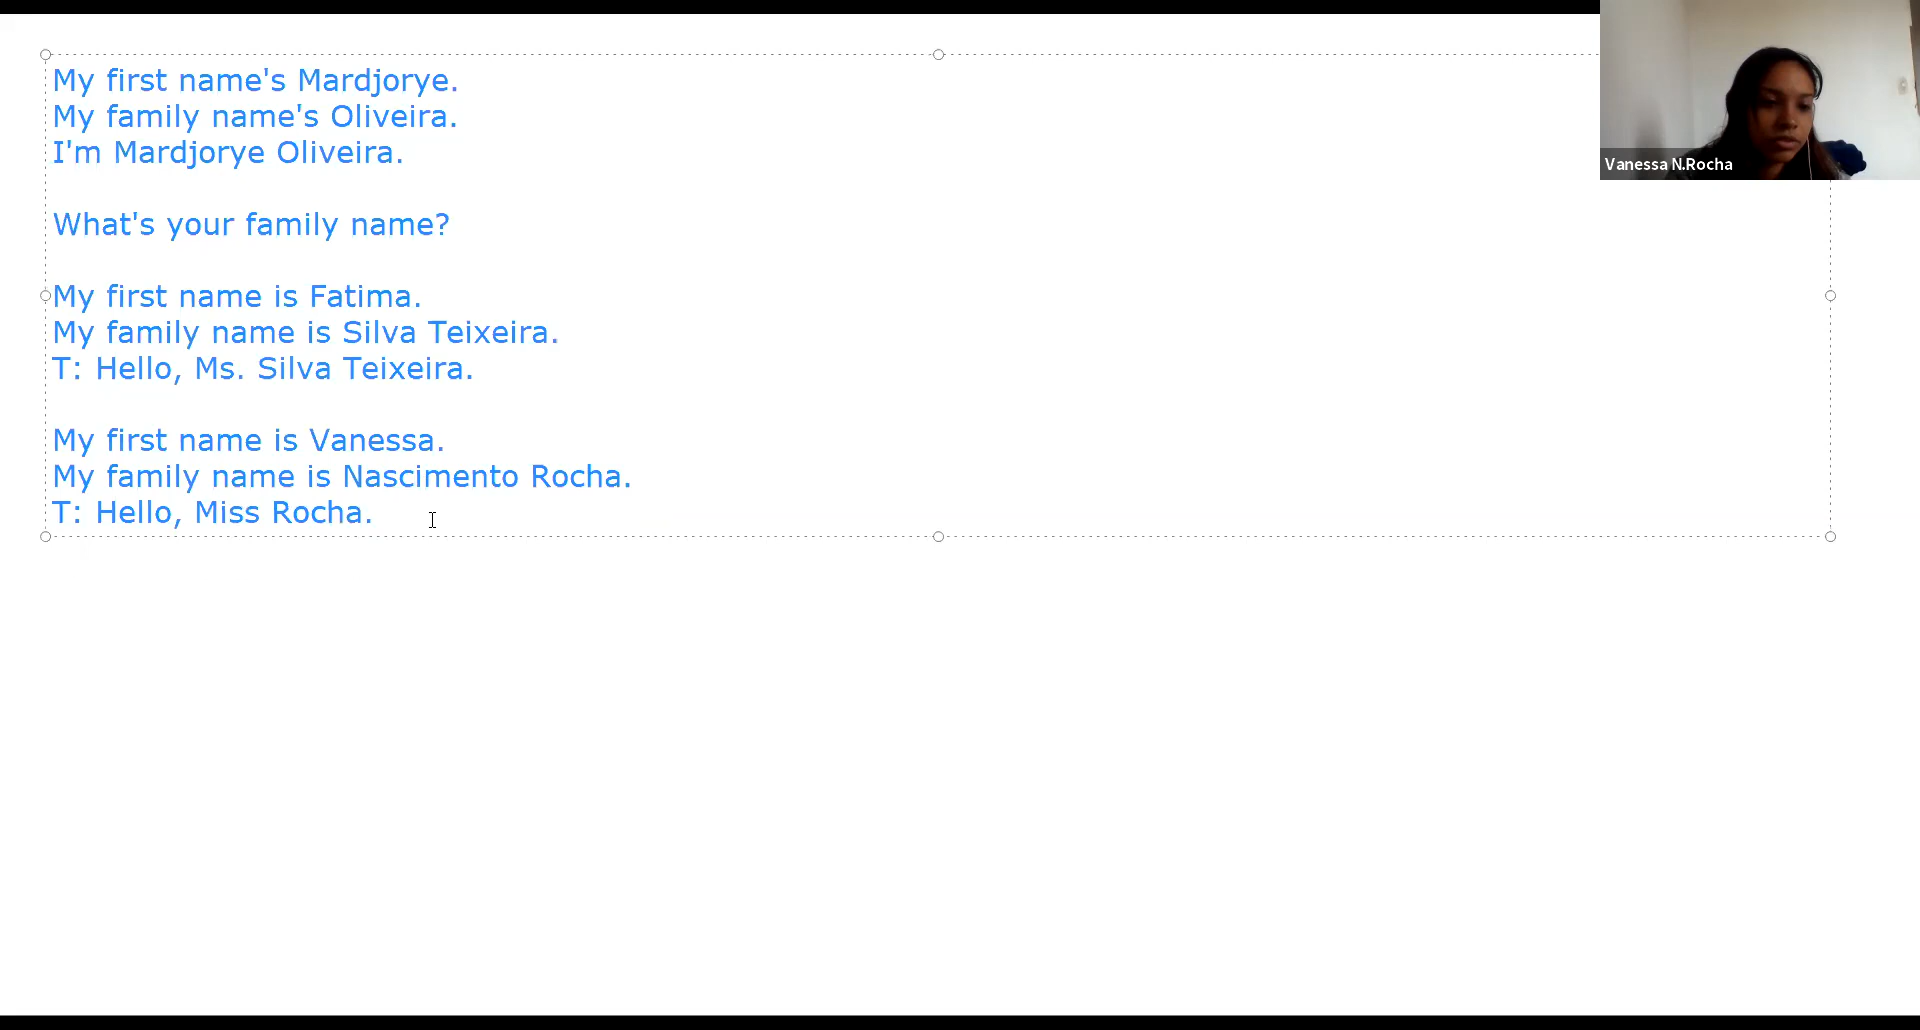 My first name's Mardjorye.
My family name's Oliveira.
I'm Mardjorye Oliveira.
What's your family name?
My first name is Fatima.
My family name is Silva Teixeira.
T: Hello, Ms. Silva Teixeira.
My first name is Vanessa.
My family name is Nascimento Rocha.
T: Hello, Miss Rocha.
Vanessa N.Rocha